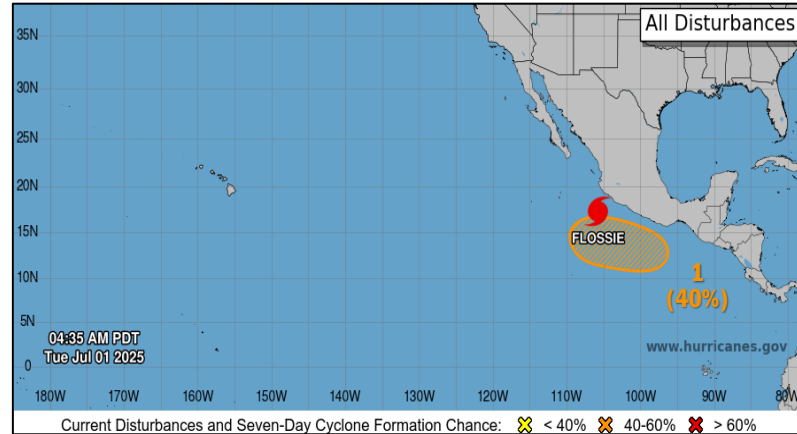 All Disturbances
35N
30N
25N
20N
15N
10N
5N
0
FLOSSIE
1
(40%)
04:35 AM PDT
Tue Jul 01 2025
www.hurricanes.gov
180W 170W 160W 150W 140W 130W 120W 110W 100W 90W 80W
Current Disturbances and Seven-Day Cyclone Formation Chance: < 40% 40-60% > 60%